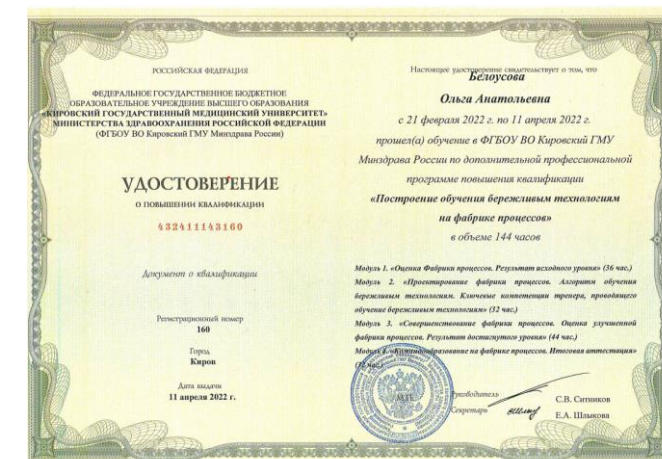 РОССИЙСКАЯ ФЕДЕРАЦИЯ
ФЕДЕРАЛЬНОЕ ГОСУДАРСТВЕННОЕ БЮДЖЕТНОЕ
ОБРАЗОВАТЕЛЬНОЕ УЧРЕЖДЕНИЕ ВЫСШЕГО ОБРАЗОВАНИЯ
«КИРОВСКИЙ ГОСУДАРСТВЕННЫЙ МЕДИЦИНСКИЙ УНИВЕРСИТЕТ»
МИНИСТЕРСТВА ЗДРАВООХРАНЕНИЯ РОССИЙСКОЙ ФЕДЕРАЦИИ
(ФГБОУ ВО Кировский ГМУ Минздрава России)
УДОСТОВЕРЕНИЕ
О ПОВЫШЕНИИ КВАЛИФИКАЦИИ
432411143160
Документ о квалификации
Регистрационный номер
160
Город
Киров
Дата выдачи
11 апреля 2022 г.
Настоящее удостоверение свидетельствует о том, что
Белоусова
Ольга Анатольевна
с 21 февраля 2022 г. по 11 апреля 2022 г.
прошел(а) обучение в ФГБОУ ВО Кировский ГМУ
Минздрава России по дополнительной профессиональной
программе повышения квалификации
«Построение обучения бережливым технологиям
на фабрике процессов»
в объеме 144 часов
Модуль 1. «Оценка Фабрики процессов. Результат исходного уровня» (36 час.)
Модуль 2. «Проектирование фабрики процессов. Алгоритм обучения
бережливым технологиям. Ключевые компетенции тренера, проводящего
обучение бережливым технологиям» (32 час.)
Модуль 3. «Совершенствование фабрики процессов. Оценка улучшенной
фабрики процессов. Результат достигнутого уровня» (44 час.)
Модуль 4. «Командообразование на фабрике процессов. Итоговая аттестация»
(32 час.)
М.П.
Руководитель
С.В. Ситников
Секретарь
Е.А. Шлыкова